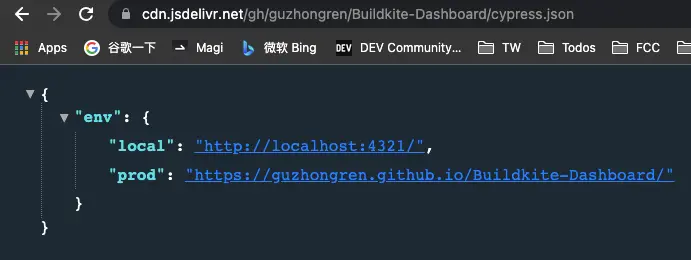 cdn.jsdelivr.net/gh/guzhongren/Buildkite-Dashboard/cypress.json
Apps 谷歌一下 Magi 微软 Bing DEV DEV Community... TW Todos FCC
{
"env": {
"local": "http://localhost:4321/",
"prod": "https://guzhongren.github.io/Buildkite-Dashboard/"
}
}